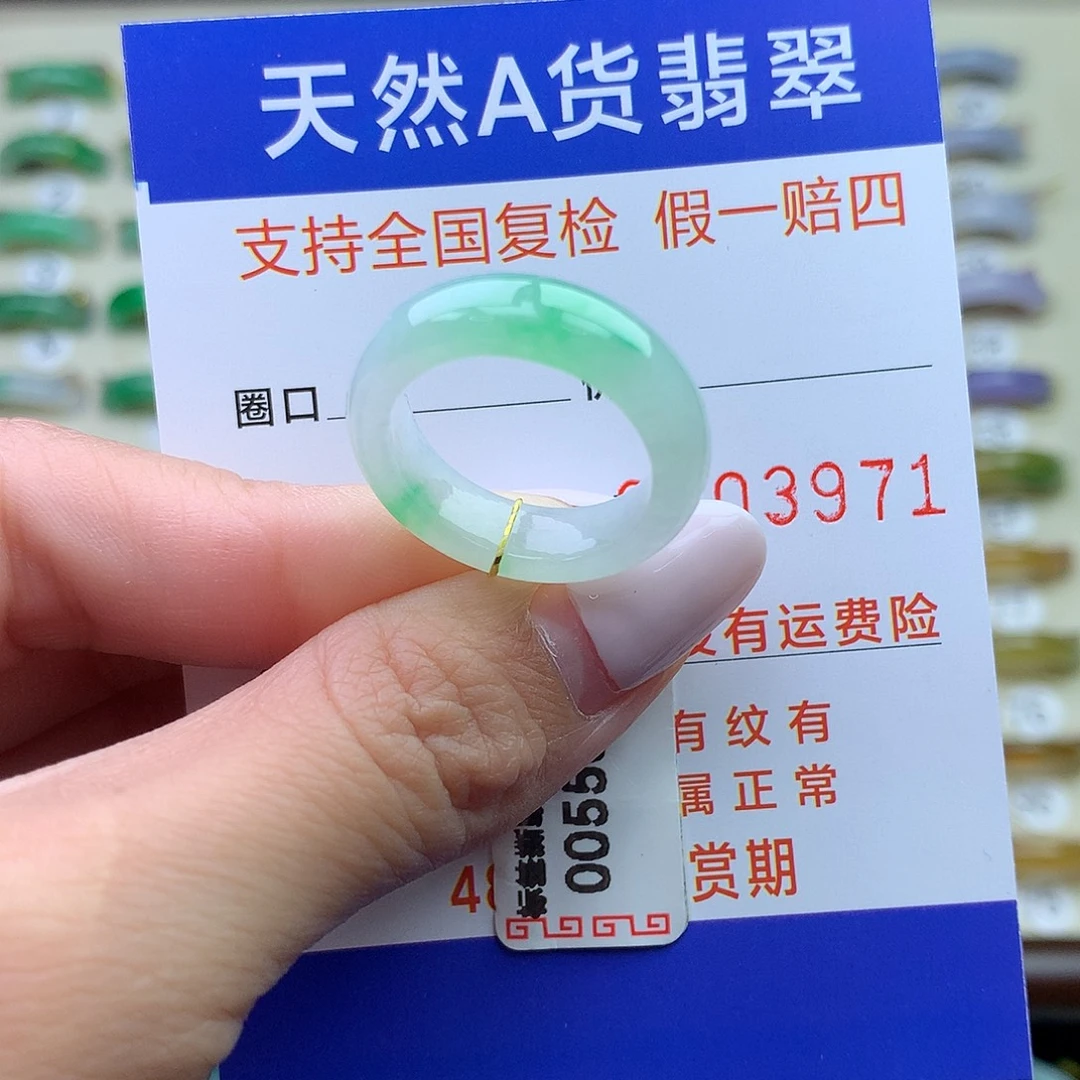 天然A货翡翠
支持全国复检 假一赔四
圈口
03971
有运费险
有纹有
属正常
48
赏期
0055